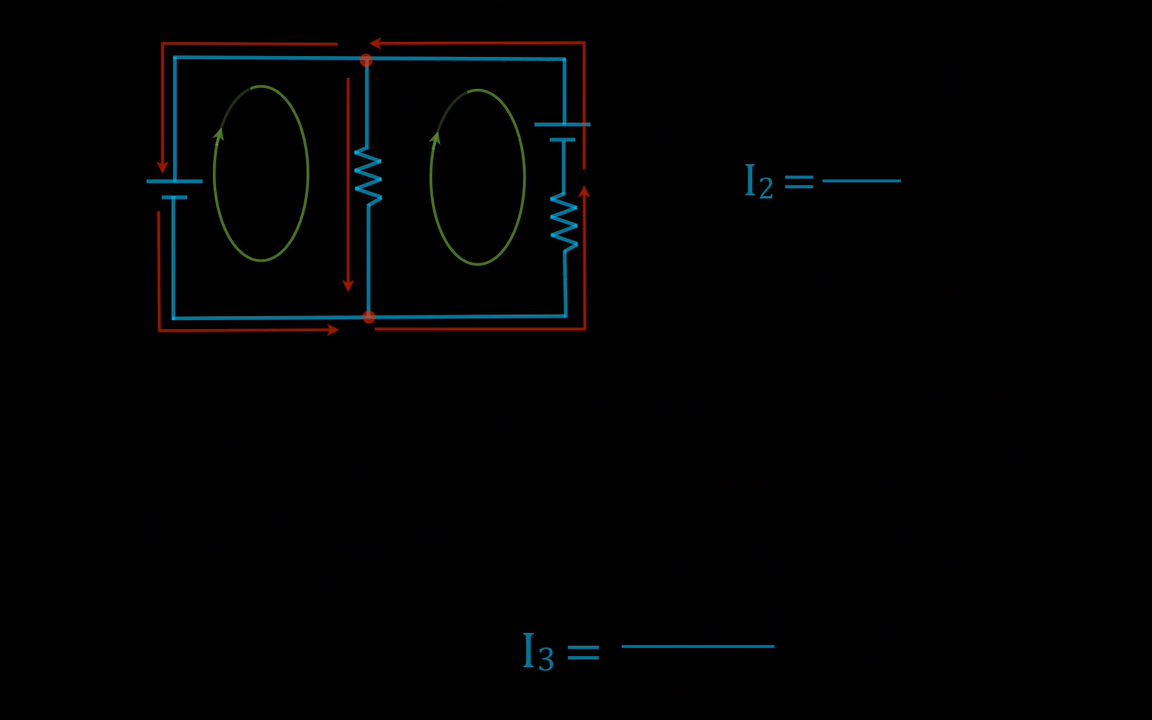 I₂ =
I₃ =